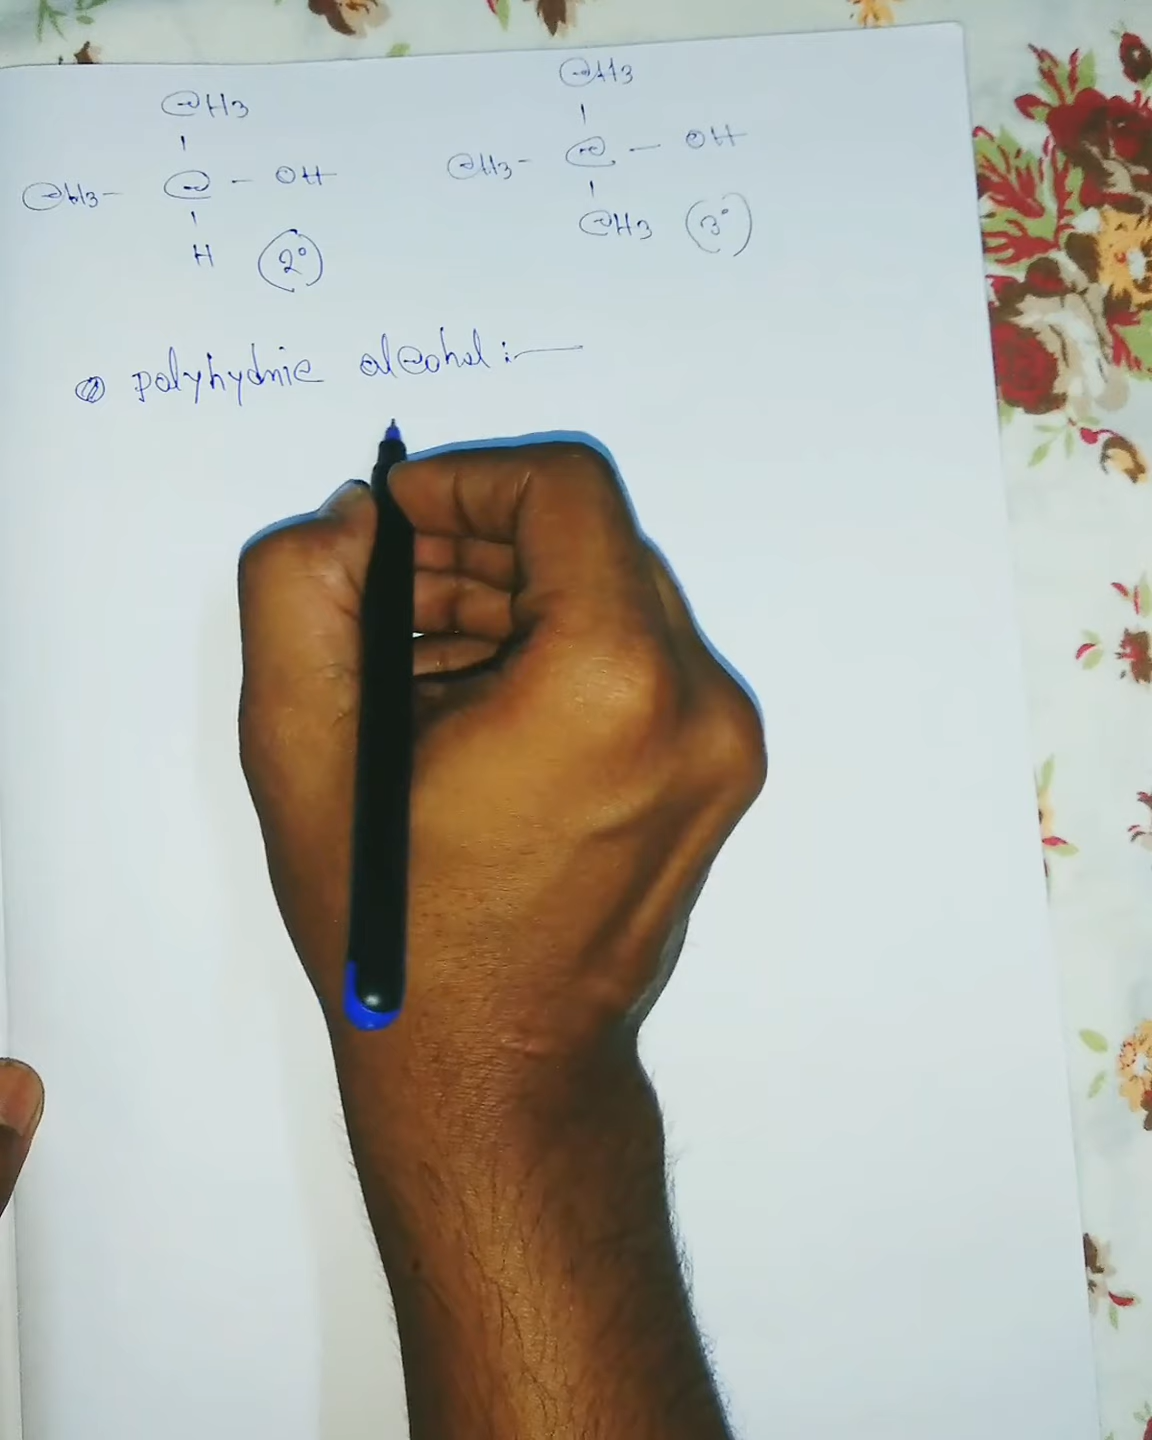 CH3 CH3
CH3- C - OH CH3- C - OH
H (2°) CH3 (3°)
polyhydric alcohol :-